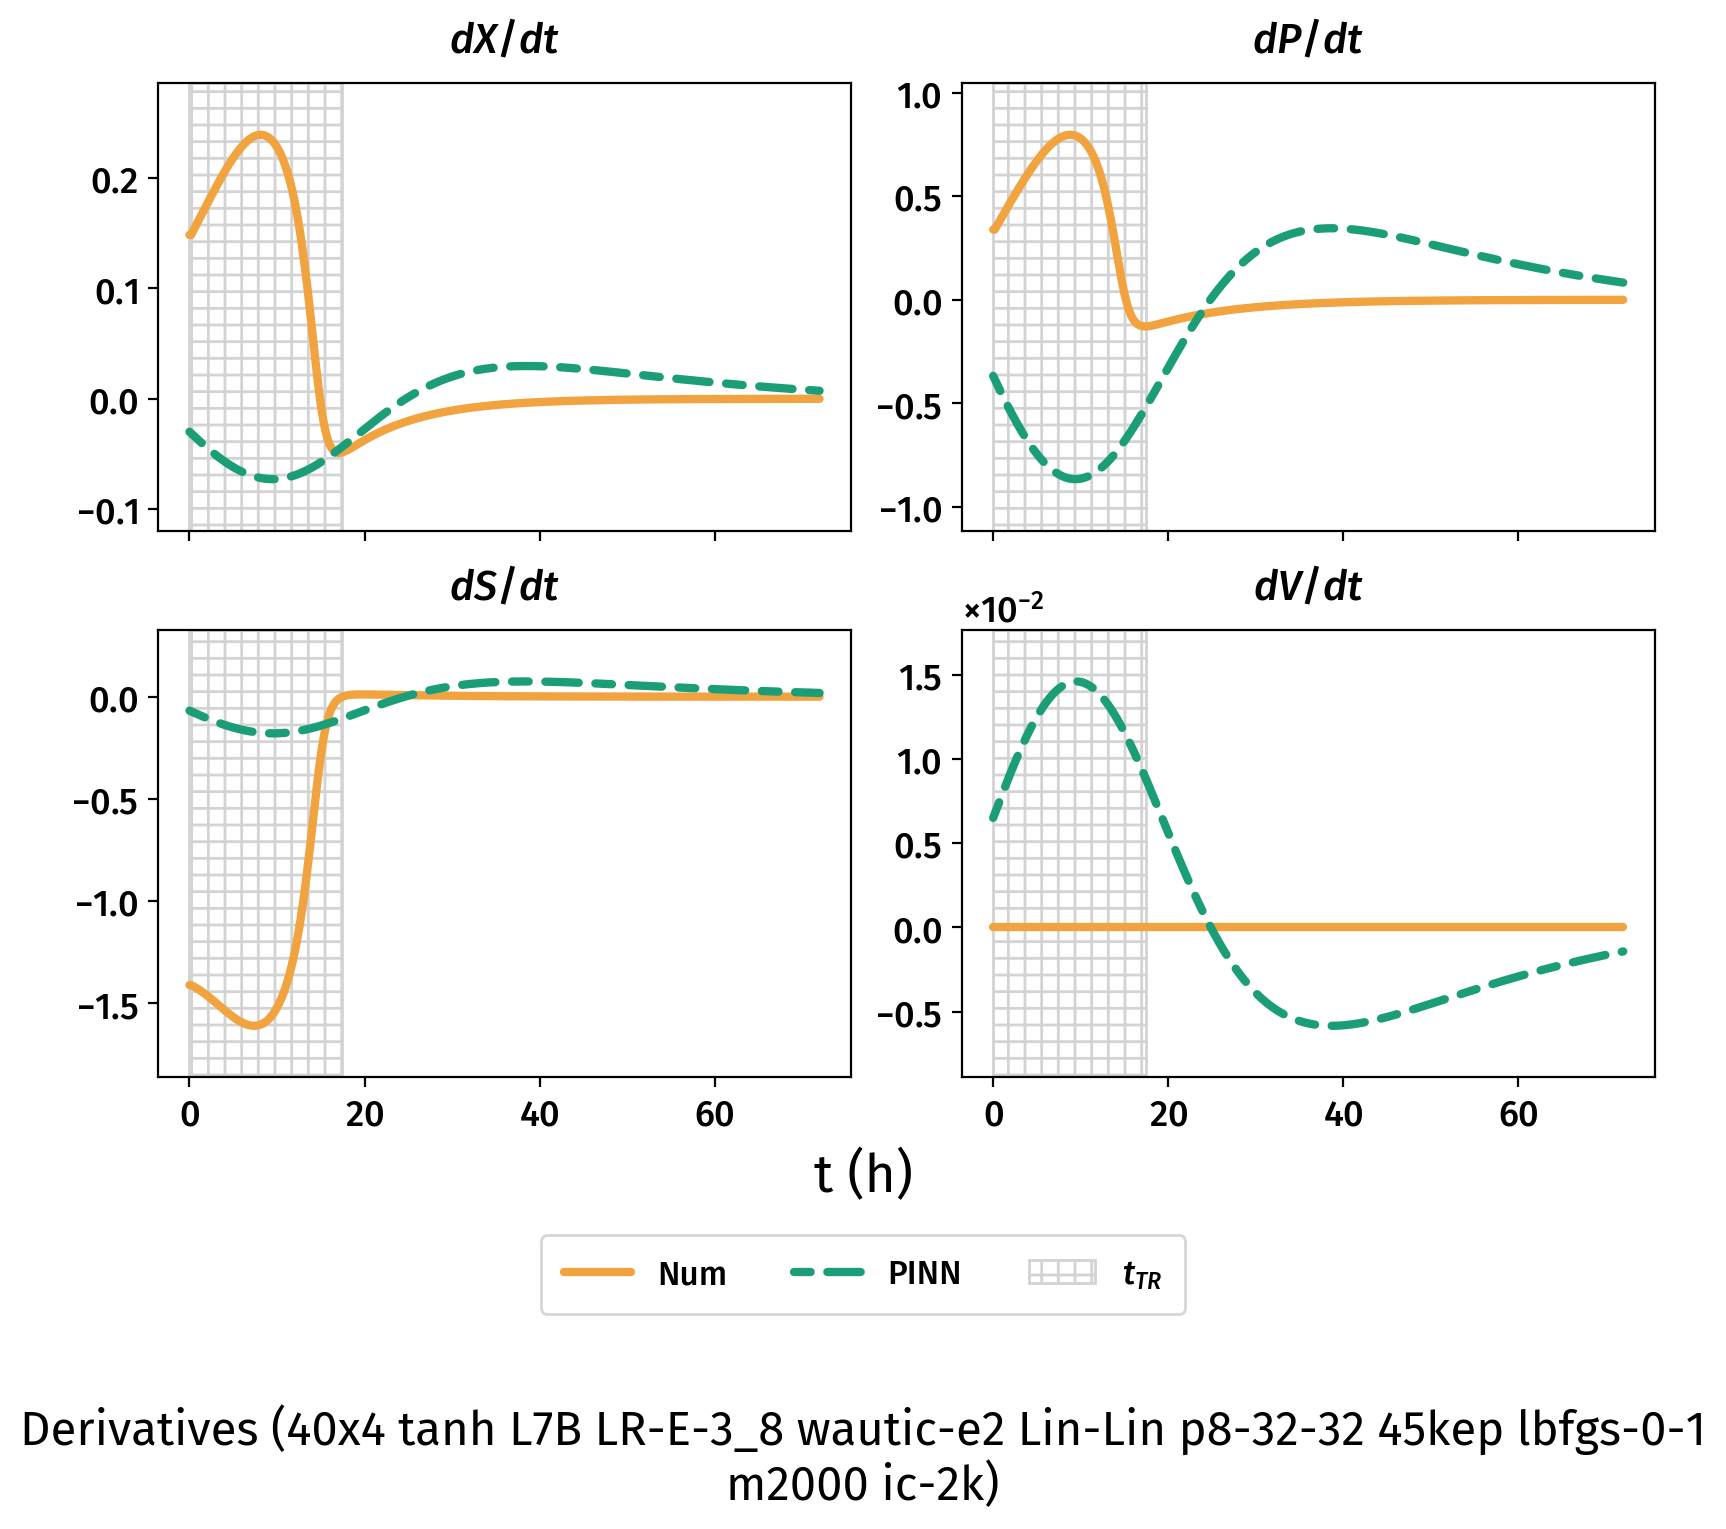 dX/dt
dP/dt
0.2
0.1
0.0
−0.1
1.0
0.5
0.0
−0.5
−1.0
dS/dt
dV/dt
×10⁻²
0.0
−0.5
−1.0
−1.5
1.5
1.0
0.5
0.0
−0.5
0 20 40 60
0 20 40 60
t (h)
Num PINN t_TR
Derivatives (40x4 tanh L7B LR-E-3_8 wautic-e2 Lin-Lin p8-32-32 45kep lbfgs-0-1
m2000 ic-2k)